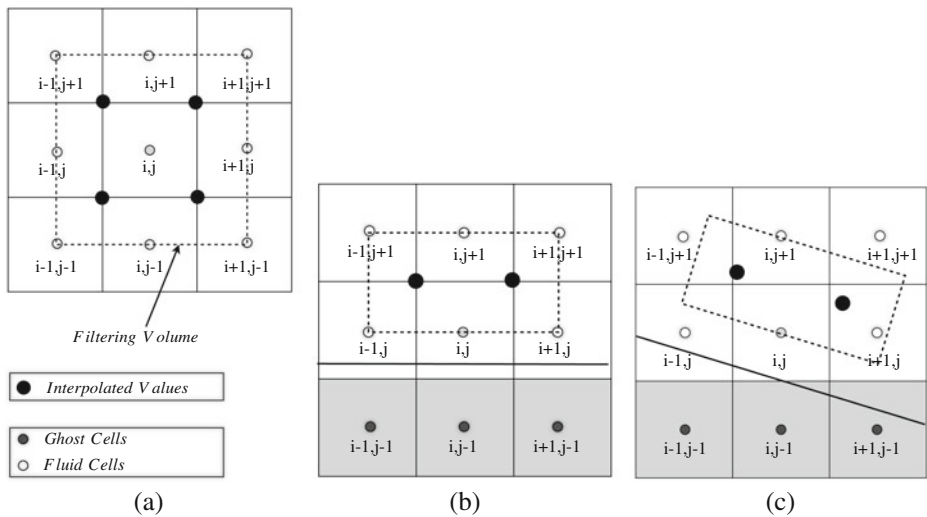 i-1,j+1 i,j+1 i+1,j+1
i-1,j i,j i+1,j
i-1,j-1 i,j-1 i+1,j-1
Filtering Volume
Interpolated Values
Ghost Cells
Fluid Cells
(a)
i-1,j+1 i,j+1 i+1,j+1
i-1,j i,j i+1,j
i-1,j-1 i,j-1 i+1,j-1
(b)
i-1,j+1 i,j+1 i+1,j+1
i-1,j i,j i+1,j
i-1,j-1 i,j-1 i+1,j-1
(c)